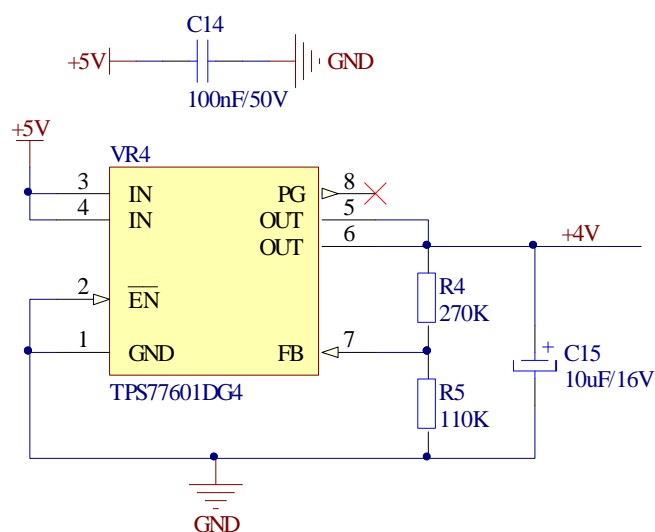 C14
+5V
GND
100nF/50V
+5V
VR4
3
IN
PG
8
4
IN
OUT
5
OUT
6
+4V
2
EN
R4
270K
1
GND
FB
7
C15
+
10uF/16V
R5
110K
TPS77601DG4
GND